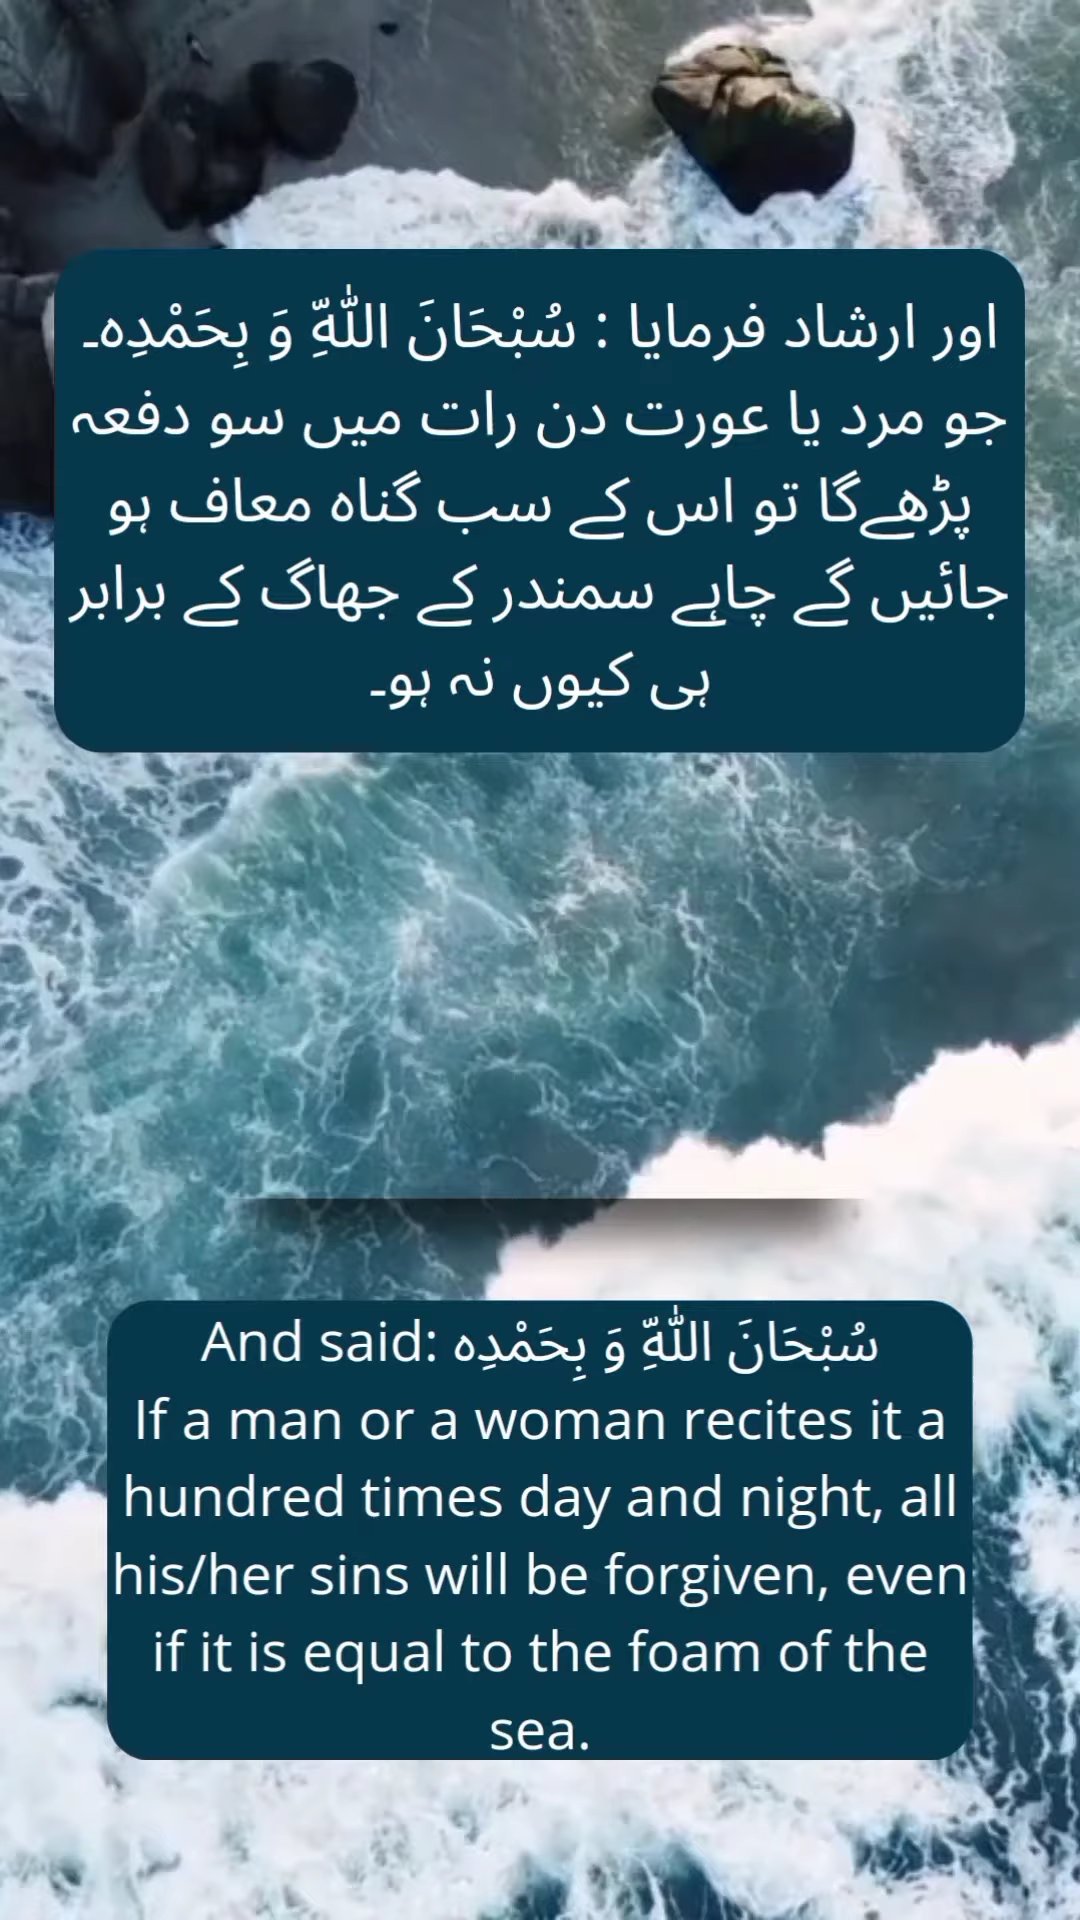 اور ارشاد فرمایا : سُبْحَانَ اللّٰهِّ وَ بِحَمْدِہ۔
جو مرد یا عورت دن رات میں سو دفعہ
پڑھےگا تو اس کے سب گناہ معاف ہو
جائیں گے چاہے سمندر کے جھاگ کے برابر
ہی کیوں نہ ہو۔
And said: سُبْحَانَ اللّٰهِّ وَ بِحَمْدِہ
If a man or a woman recites it a
hundred times day and night, all
his/her sins will be forgiven, even
if it is equal to the foam of the
sea.